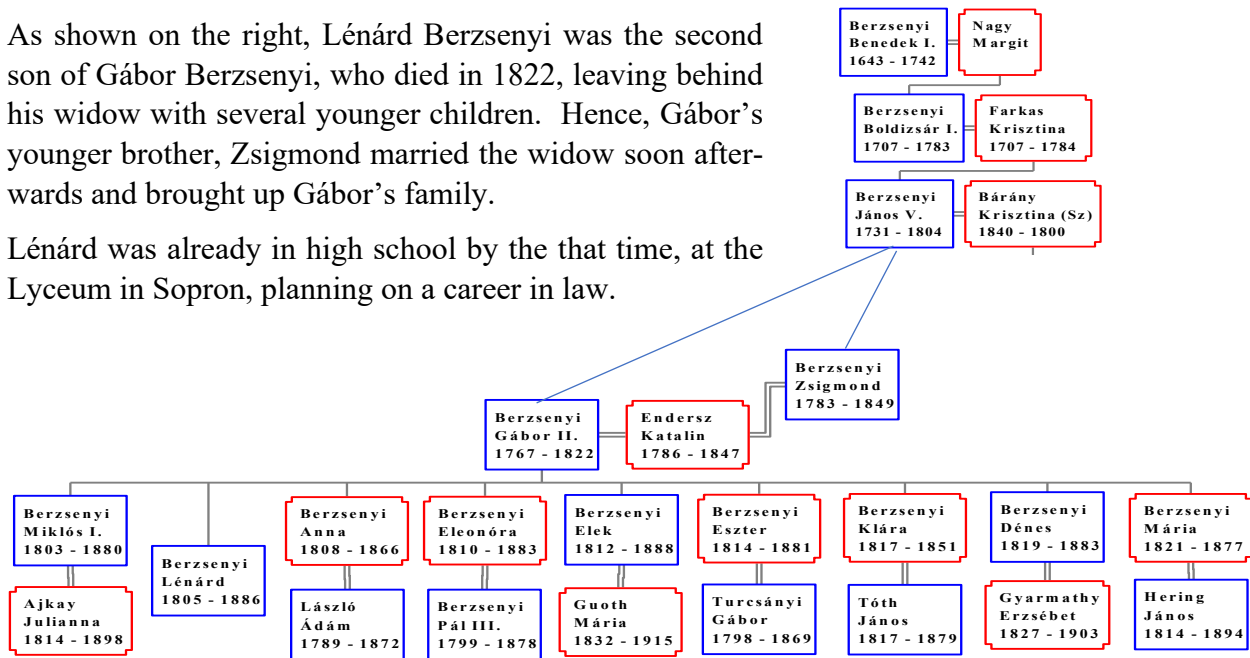 As shown on the right, Lénárd Berzsenyi was the second
son of Gábor Berzsenyi, who died in 1822, leaving behind
his widow with several younger children. Hence, Gábor’s
younger brother, Zsigmond married the widow soon after-
wards and brought up Gábor’s family.
Lénárd was already in high school by the that time, at the
Lyceum in Sopron, planning on a career in law.
Berzsenyi
Benedek I.
1643 - 1742
Nagy
Margit
Berzsenyi
Boldizsár I.
1707 - 1783
Farkas
Krisztina
1707 - 1784
Berzsenyi
János V.
1731 - 1804
Bárány
Krisztina (Sz)
1840 - 1800
Berzsenyi
Zsigmond
1783 - 1849
Berzsenyi
Gábor II.
1767 - 1822
Endersz
Katalin
1786 - 1847
Berzsenyi
Miklós I.
1803 - 1880
Berzsenyi
Lénárd
1805 - 1886
Berzsenyi
Anna
1808 - 1866
Berzsenyi
Eleonóra
1810 - 1883
Berzsenyi
Elek
1812 - 1888
Berzsenyi
Eszter
1814 - 1881
Berzsenyi
Klára
1817 - 1851
Berzsenyi
Dénes
1819 - 1883
Berzsenyi
Mária
1821 - 1877
Ajkay
Julianna
1814 - 1898
László
Ádám
1789 - 1872
Berzsenyi
Pál III.
1799 - 1878
Guoth
Mária
1832 - 1915
Turcsányi
Gábor
1798 - 1869
Tóth
János
1817 - 1879
Gyarmathy
Erzsébet
1827 - 1903
Hering
János
1814 - 1894